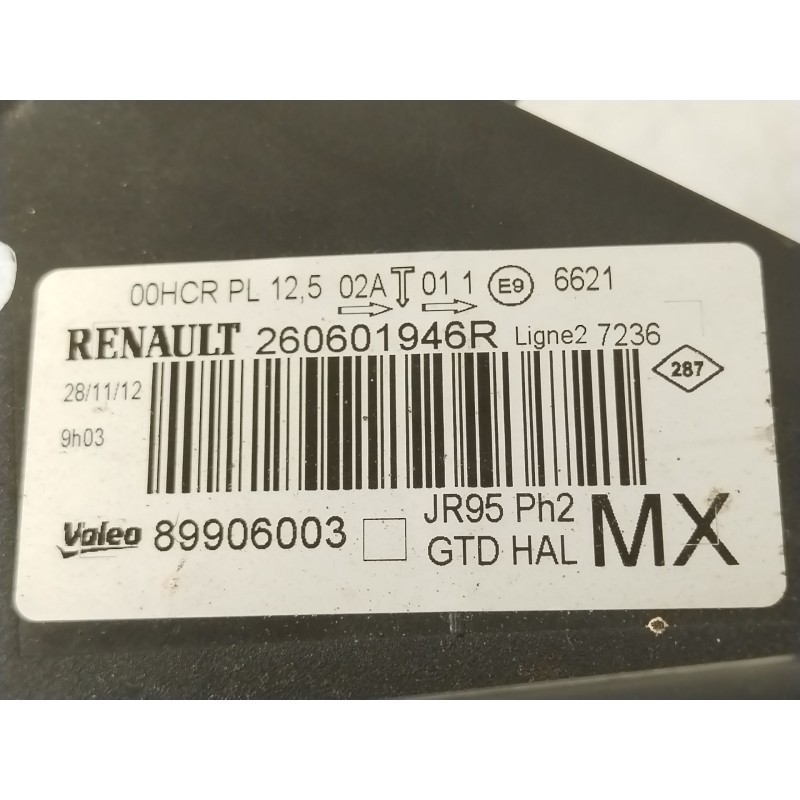 00HCR PL 12,5 02A 01 1 E9 6621
RENAULT 260601946R Ligne2 7236
28/11/12
287
9h03
Valeo 89906003
JR95 Ph2
GTD HAL
MX